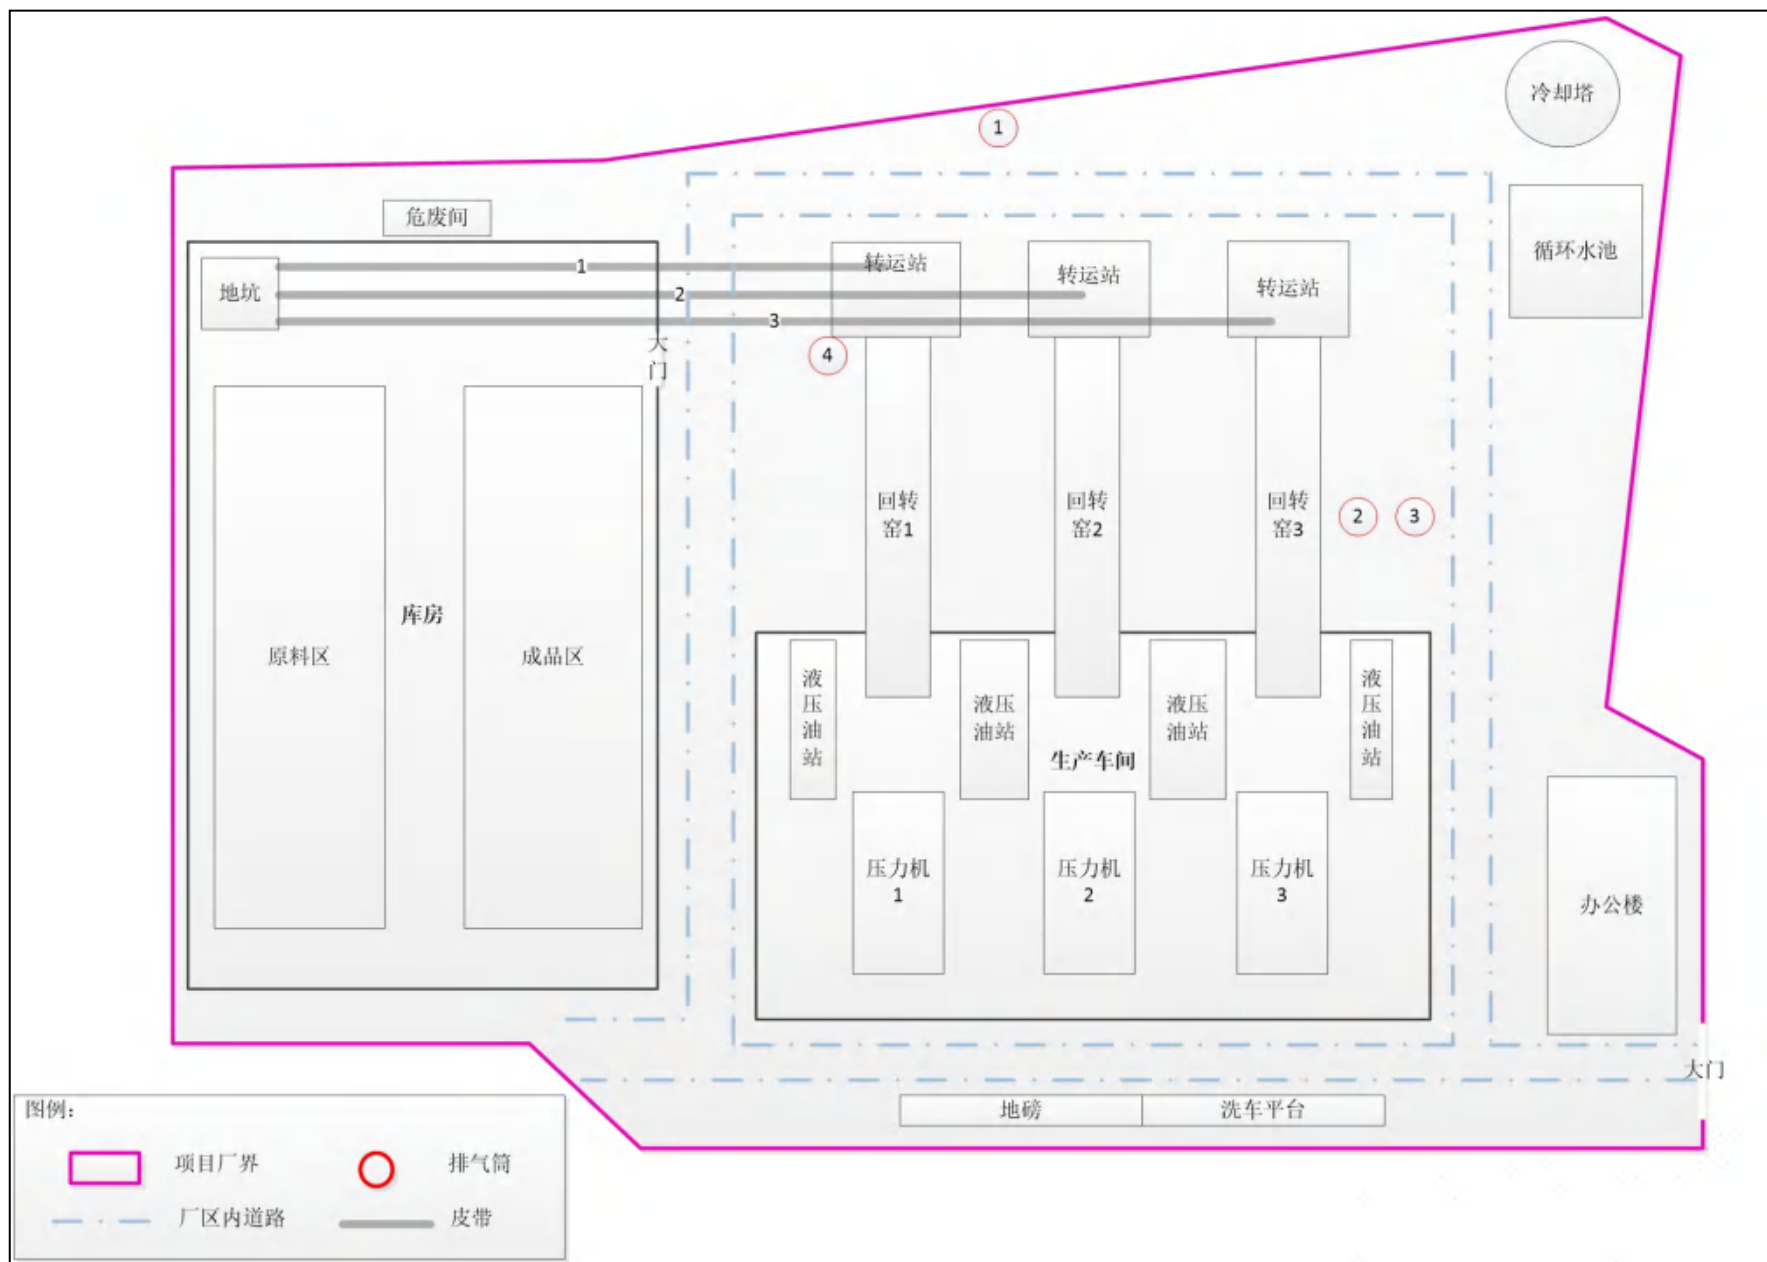 冷却塔
1
危废间
循环水池
地坑
1
2
3
转运站
转运站
转运站
大
门
4
回转
窑1
回转
窑2
回转
窑3
2
3
库房
原料区
成品区
液
压
油
站
液压
油站
液压
油站
液
压
油
站
生产车间
压力机
1
压力机
2
压力机
3
办公楼
大门
地磅
洗车平台
图例：
项目厂界
排气筒
厂区内道路
皮带